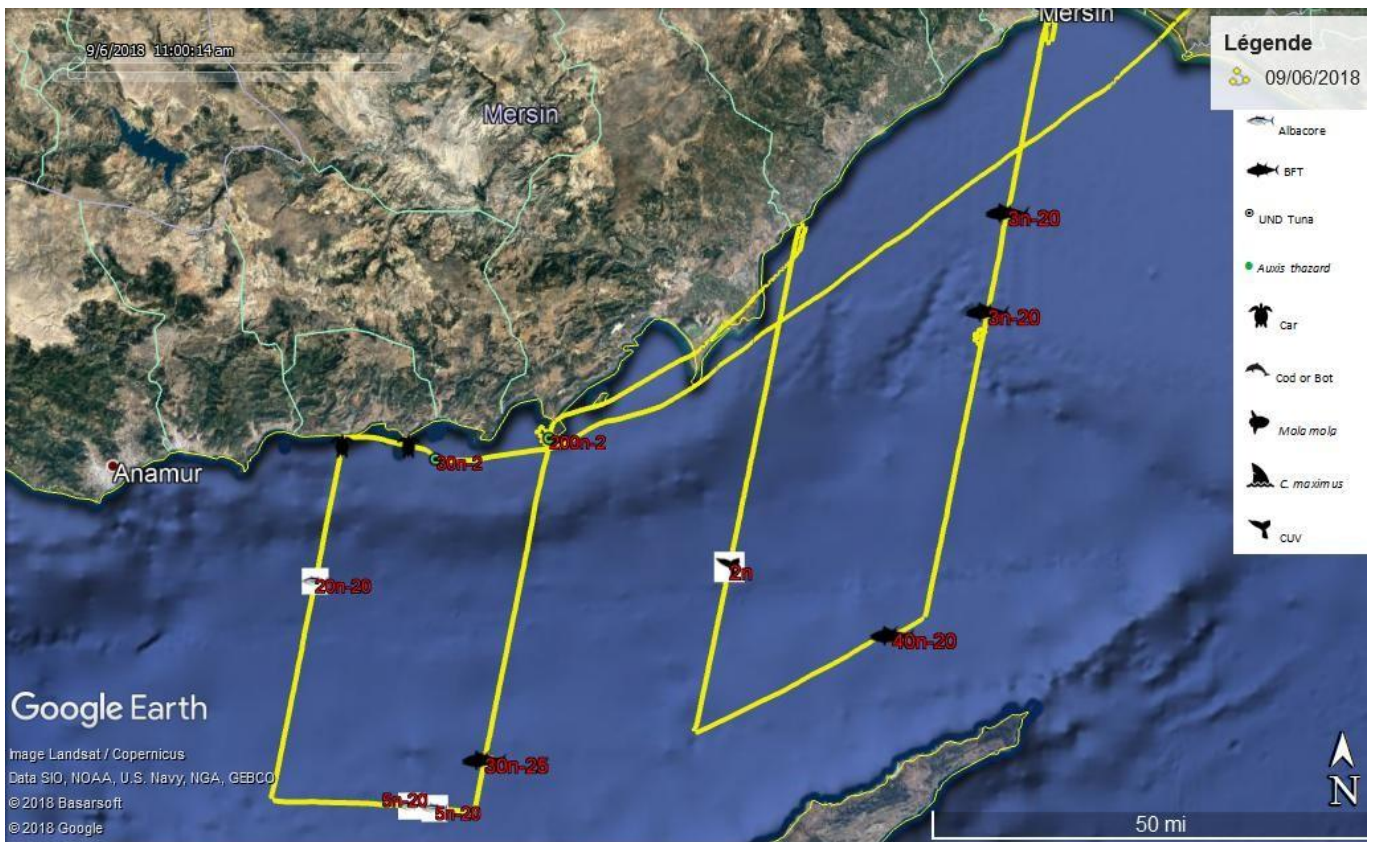 Mersin
9/6/2018 11:00:14 am
Légende
09/06/2018
Mersin
Albacore
BFT
UND Tuna
Auxis thazard
Car
Cod or Bot
Mola mola
C. maximus
CUV
3n-20
3n-20
200n-2
30n-2
Anamur
20n-20
2n
40n-20
30n-25
5n-20
5n-20
Google Earth
Image Landsat / Copernicus
Data SIO, NOAA, U.S. Navy, NGA, GEBCO
© 2018 Basarsoft
© 2018 Google
N
50 mi